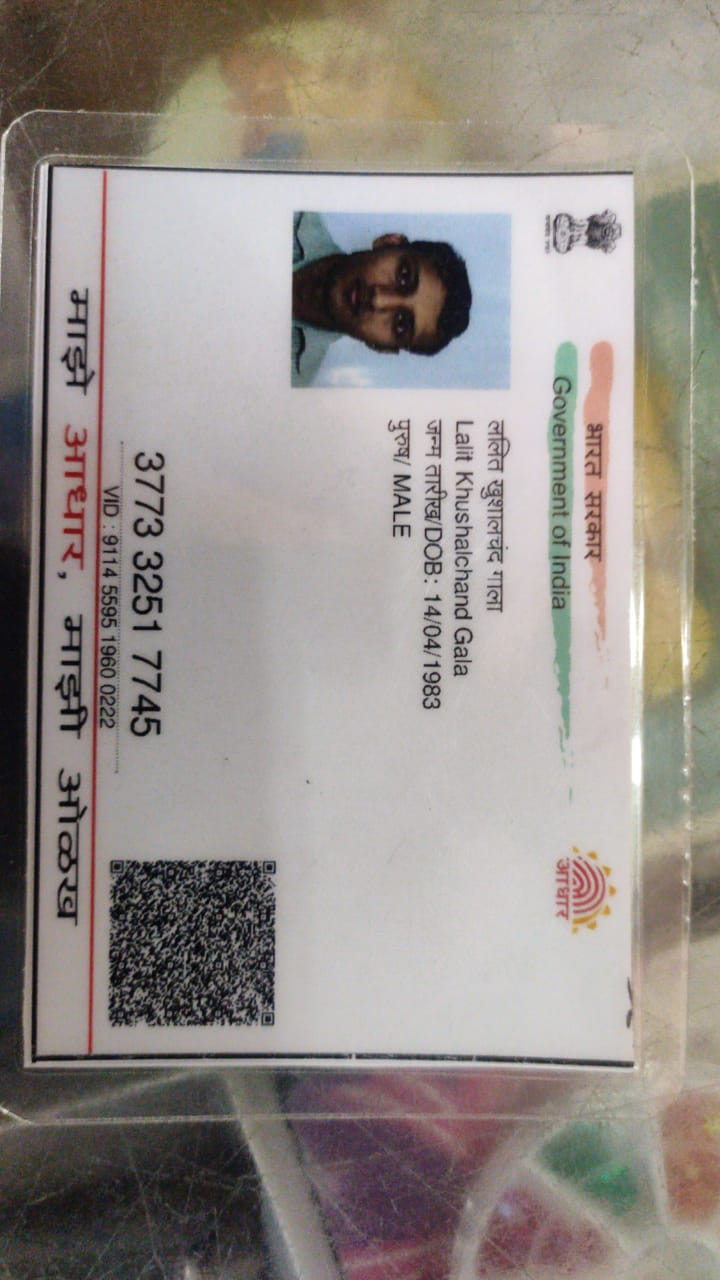 भारत सरकार
Government of India
आधार
ललित खुशालचंद गाला
Lalit Khushalchand Gala
जन्म तारीख/DOB: 14/04/1983
पुरुष/ MALE
3773 3251 7745
VID : 9114 5595 1960 0222
माझे आधार, माझी ओळख